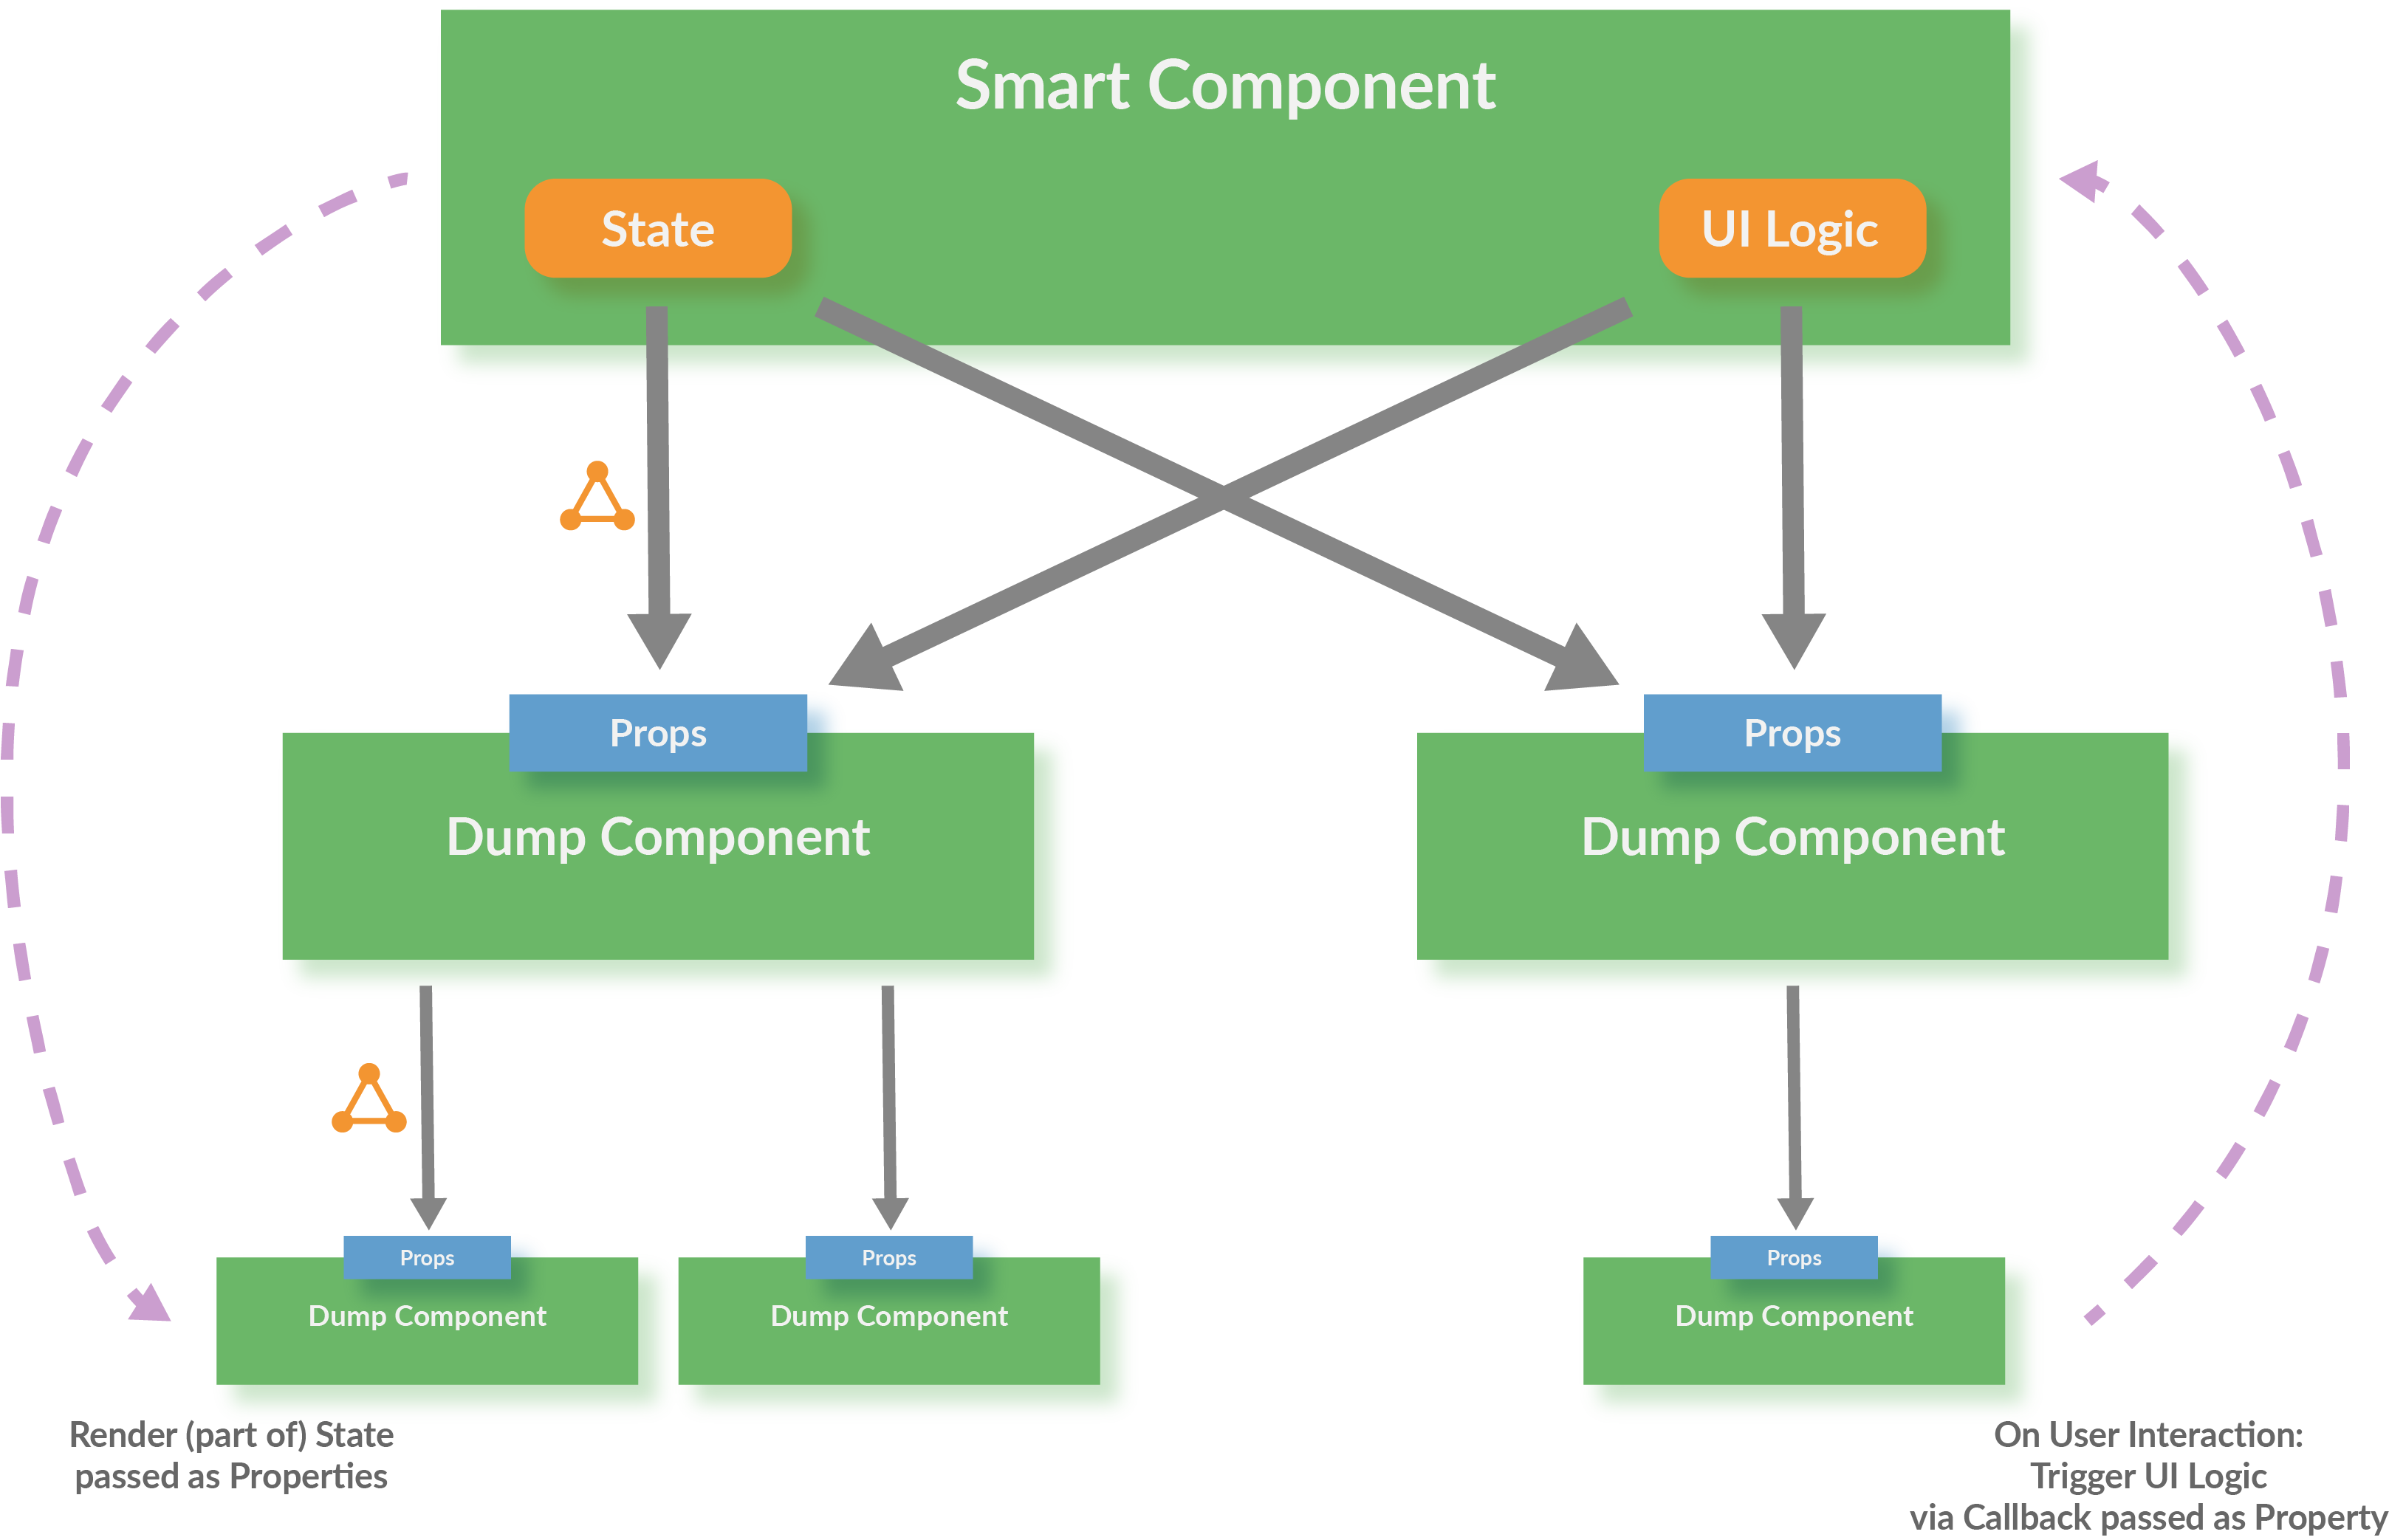 Smart Component
State
UI Logic
Props
Props
Dump Component
Dump Component
Props
Props
Props
Dump Component
Dump Component
Dump Component
Render (part of) State
passed as Properties
On User Interaction:
Trigger UI Logic
via Callback passed as Property